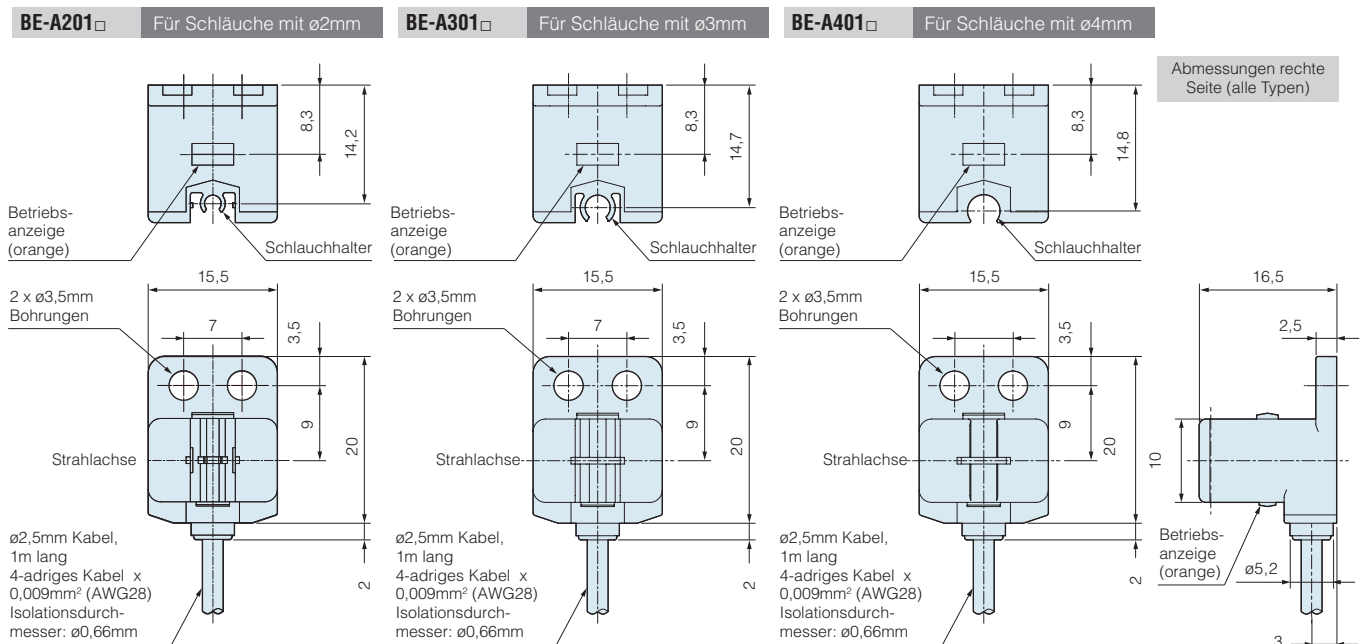 BE-A201□ Für Schläuche mit ø2mm
BE-A301□ Für Schläuche mit ø3mm
BE-A401□ Für Schläuche mit ø4mm
Abmessungen rechte
Seite (alle Typen)
8,3
14,2
Betriebs-
anzeige
(orange)
Schlauchhalter
15,5
2 x ø3,5mm
Bohrungen
7
3,5
9
20
Strahlachse
ø2,5mm Kabel,
1m lang
4-adriges Kabel x
0,009mm² (AWG28)
Isolationsdurch-
messer: ø0,66mm
2
8,3
14,7
Betriebs-
anzeige
(orange)
Schlauchhalter
15,5
2 x ø3,5mm
Bohrungen
7
3,5
9
20
Strahlachse
ø2,5mm Kabel,
1m lang
4-adriges Kabel x
0,009mm² (AWG28)
Isolationsdurch-
messer: ø0,66mm
2
8,3
14,8
Betriebs-
anzeige
(orange)
Schlauchhalter
15,5
2 x ø3,5mm
Bohrungen
7
3,5
9
20
Strahlachse
ø2,5mm Kabel,
1m lang
4-adriges Kabel x
0,009mm² (AWG28)
Isolationsdurch-
messer: ø0,66mm
2
16,5
2,5
10
Betriebs-
anzeige
(orange)
ø5,2
3